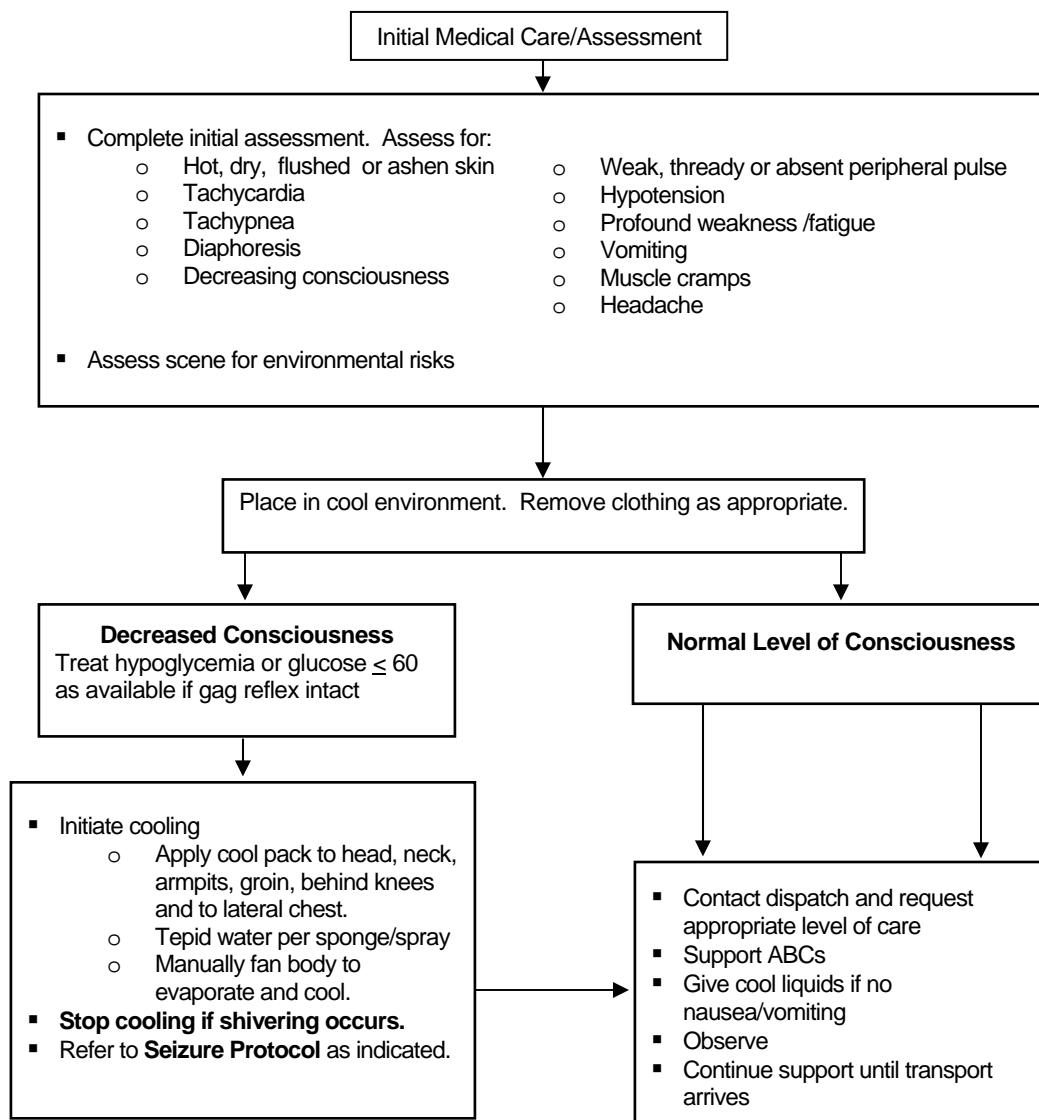 Initial Medical Care/Assessment
▪ Complete initial assessment.  Assess for:
o Hot, dry,  flushed  or ashen skin
o Tachycardia
o Tachypnea
o Diaphoresis
o Decreasing consciousness
o Weak, thready or absent peripheral pulse
o Hypotension
o Profound weakness /fatigue
o Vomiting
o Muscle cramps
o Headache
▪ Assess scene for environmental risks
Place in cool environment.  Remove clothing as appropriate.
Decreased Consciousness
Treat hypoglycemia or glucose < 60
as available if gag reflex intact
Normal Level of Consciousness
▪ Initiate cooling
o Apply cool pack to head, neck,
armpits, groin, behind knees
and to lateral chest.
o Tepid water per sponge/spray
o Manually fan body to
evaporate and cool.
▪ Stop cooling if shivering occurs.
▪ Refer to Seizure Protocol as indicated.
▪ Contact dispatch and request
appropriate level of care
▪ Support ABCs
▪ Give cool liquids if no
nausea/vomiting
▪ Observe
▪ Continue support until transport
arrives